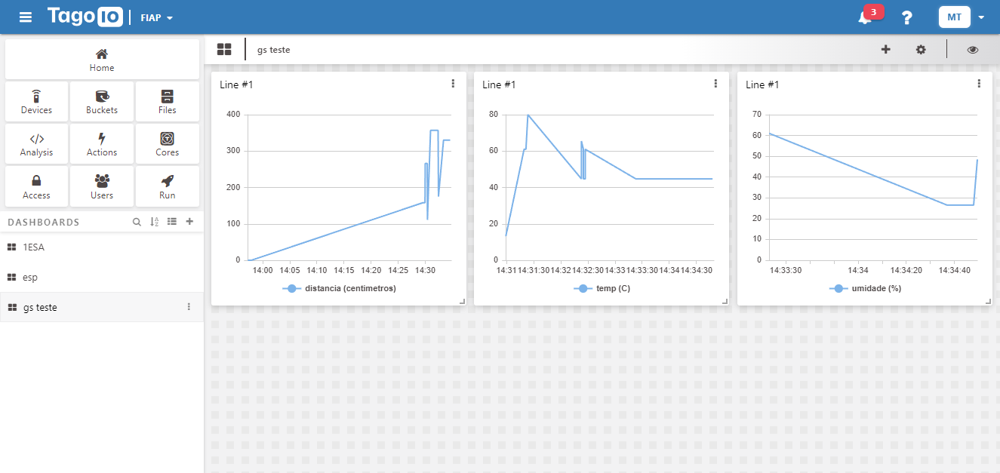 Tago IO | FIAP
3
?
MT
Home
Devices Buckets Files
Analysis Actions Cores
Access Users Run
DASHBOARDS
1ESA
esp
gs teste
gs teste
Line #1
400
300
200
100
0
14:00 14:05 14:10 14:15 14:20 14:25 14:30
distancia (centimetros)
Line #1
80
60
40
20
0
14:31 14:31:30 14:32 14:32:30 14:33 14:33:30 14:34 14:34:30
temp (C)
Line #1
70
60
50
40
30
20
10
0
14:33:30 14:34 14:34:20 14:34:40
umidade (%)